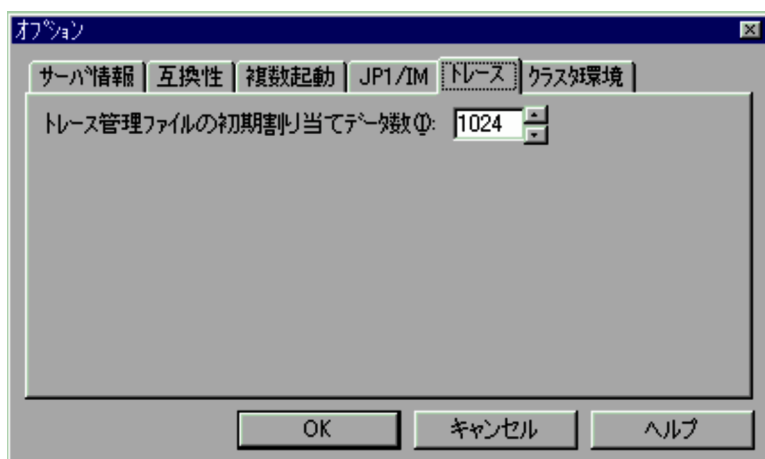 ｵﾌﾟｼｮﾝ
サーバ情報 互換性 複数起動 JP1/IM トレース クラスタ環境
トレース管理ファイルの初期割り当てデータ数(I): 1024
OK キャンセル ヘルプ